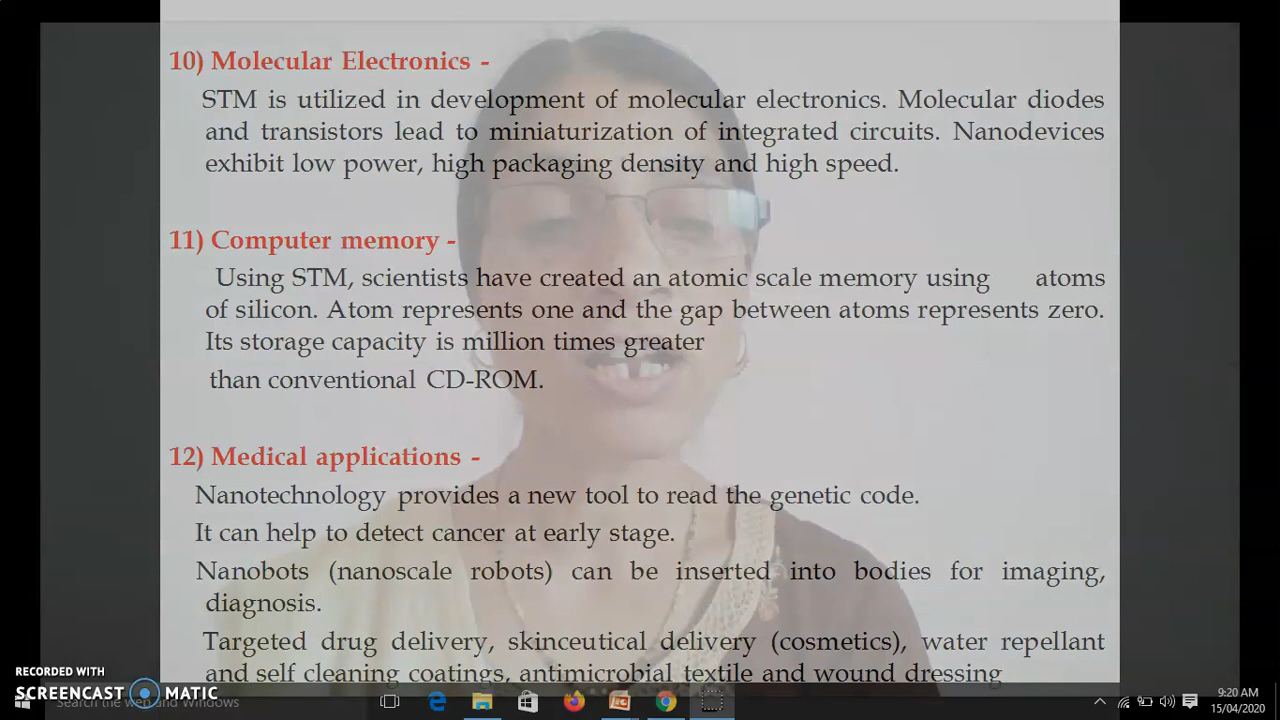 10) Molecular Electronics -
STM is utilized in development of molecular electronics. Molecular diodes
and transistors lead to miniaturization of integrated circuits. Nanodevices
exhibit low power, high packaging density and high speed.
11) Computer memory -
Using STM, scientists have created an atomic scale memory using atoms
of silicon. Atom represents one and the gap between atoms represents zero.
Its storage capacity is million times greater
than conventional CD-ROM.
12) Medical applications -
Nanotechnology provides a new tool to read the genetic code.
It can help to detect cancer at early stage.
Nanobots (nanoscale robots) can be inserted into bodies for imaging,
diagnosis.
Targeted drug delivery, skinceutical delivery (cosmetics), water repellant
and self cleaning coatings, antimicrobial textile and wound dressing
RECORDED WITH
SCREENCAST MATIC
Search the web and Windows
9:20 AM
15/04/2020